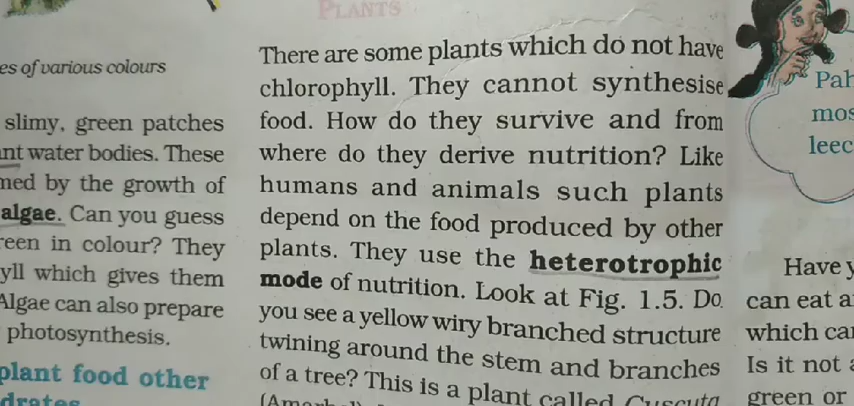 es of various colours
slimy, green patches
nt water bodies. These
ned by the growth of
algae. Can you guess
reen in colour? They
yll which gives them
Algae can also prepare
photosynthesis.
plant food other
drates
PLANTS
There are some plants which do not have
chlorophyll. They cannot synthesise
food. How do they survive and from
where do they derive nutrition? Like
humans and animals such plants
depend on the food produced by other
plants. They use the heterotrophic
mode of nutrition. Look at Fig. 1.5. Do
you see a yellow wiry branched structure
twining around the stem and branches
of a tree? This is a plant called Cuscuta
Pah
mos
leec
Have y
can eat a
which ca
Is it not a
green or